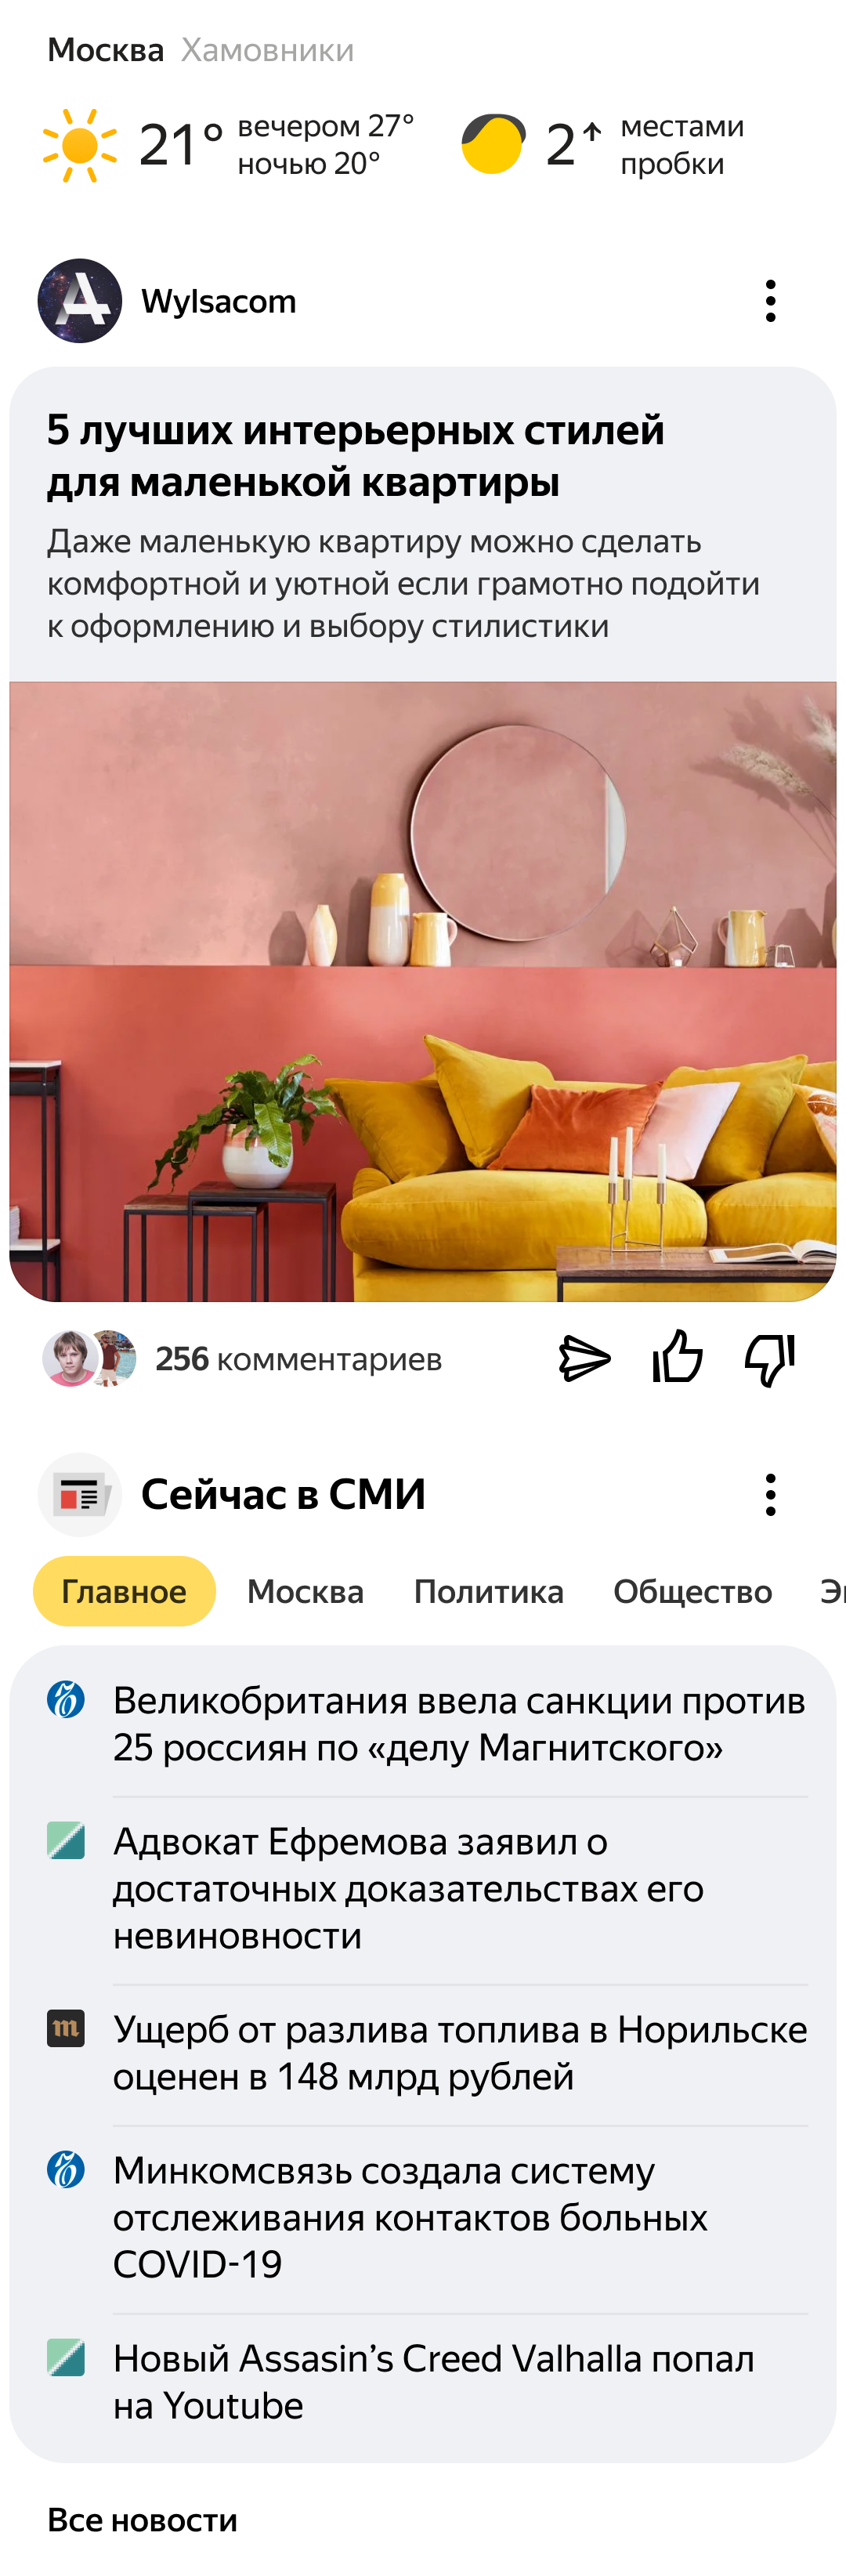 Москва Хамовники
21° вечером 27°
ночью 20°
2↑ местами
пробки
Wylsacom
5 лучших интерьерных стилей
для маленькой квартиры
Даже маленькую квартиру можно сделать
комфортной и уютной если грамотно подойти
к оформлению и выбору стилистики
256 комментариев
Сейчас в СМИ
Главное Москва Политика Общество
Великобритания ввела санкции против
25 россиян по «делу Магнитского»
Адвокат Ефремова заявил о
достаточных доказательствах его
невиновности
m Ущерб от разлива топлива в Норильске
оценен в 148 млрд рублей
Минкомсвязь создала систему
отслеживания контактов больных
COVID-19
Новый Assasin’s Creed Valhalla попал
на Youtube
Все новости